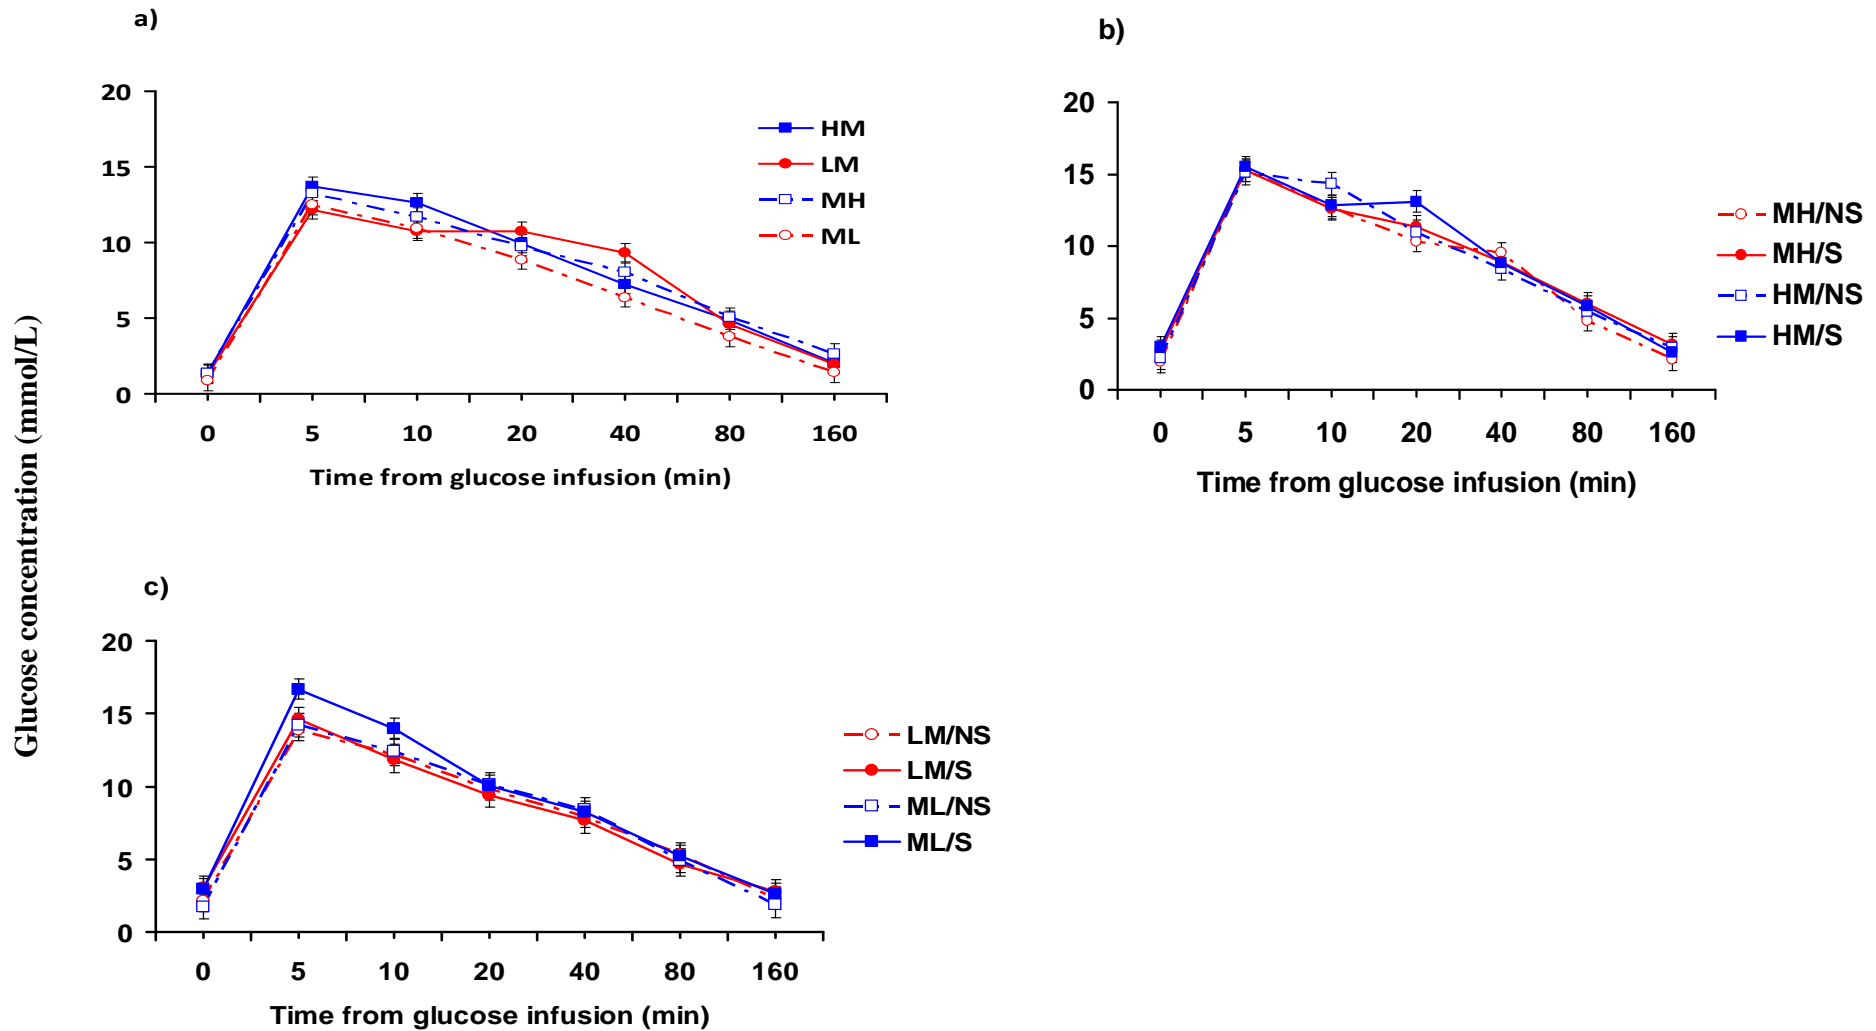 Glucose concentration (mmol/L)
a)
20
15
10
5
0
0 5 10 20 40 80 160
Time from glucose infusion (min)
HM
LM
MH
ML
b)
20
15
10
5
0
0 5 10 20 40 80 160
Time from glucose infusion (min)
MH/NS
MH/S
HM/NS
HM/S
c)
20
15
10
5
0
0 5 10 20 40 80 160
Time from glucose infusion (min)
LM/NS
LM/S
ML/NS
ML/S